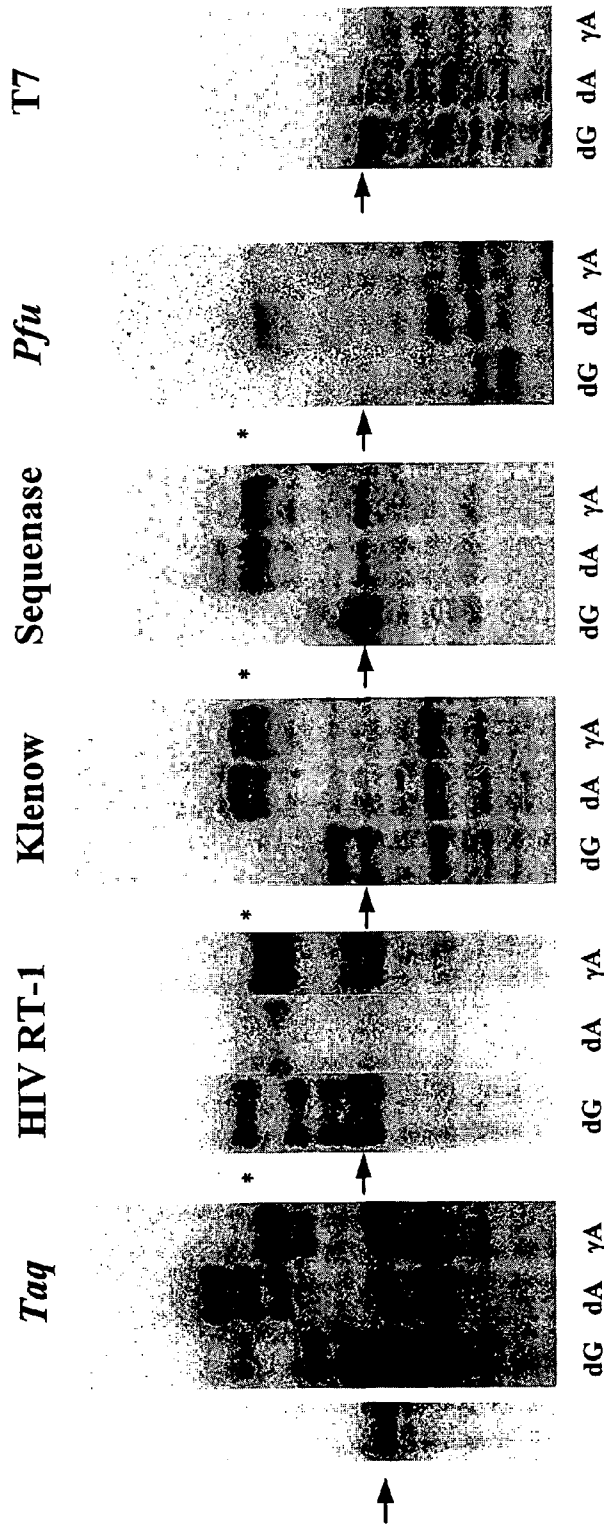 Taq HIV RT-1 Klenow Sequenase Pfu T7
* * * *
dG dA γA dG dA γA dG dA γA dG dA γA dG dA γA dG dA γA